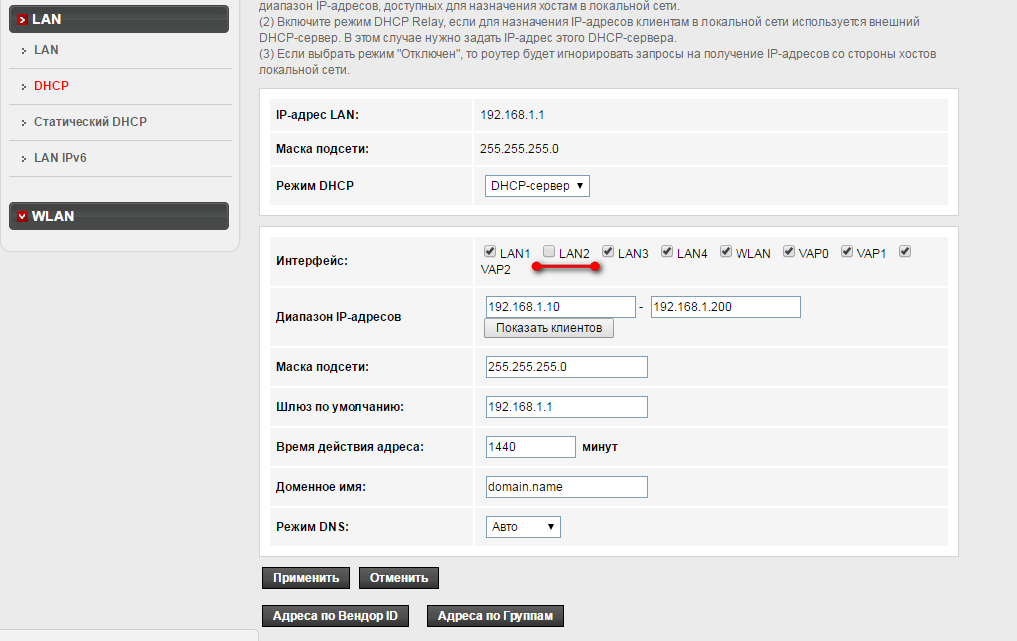 LAN
LAN
DHCP
Статический DHCP
LAN IPv6
WLAN
диапазон IP-адресов, доступных для назначения хостам в локальной сети.
(2) Включите режим DHCP Relay, если для назначения IP-адресов клиентам в локальной сети используется внешний
DHCP-сервер. В этом случае нужно задать IP-адрес этого DHCP-сервера.
(3) Если выбрать режим "Отключен", то роутер будет игнорировать запросы на получение IP-адресов со стороны хостов
локальной сети.
IP-адрес LAN: 192.168.1.1
Маска подсети: 255.255.255.0
Режим DHCP DHCP-сервер
Интерфейс: LAN1 LAN2 LAN3 LAN4 WLAN VAP0 VAP1
VAP2
Диапазон IP-адресов 192.168.1.10 - 192.168.1.200
Показать клиентов
Маска подсети: 255.255.255.0
Шлюз по умолчанию: 192.168.1.1
Время действия адреса: 1440 минут
Доменное имя: domain.name
Режим DNS: Авто
Применить Отменить
Адреса по Вендор ID Адреса по Группам